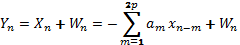 Yₙ = Xₙ + Wₙ = − ∑_{m=1}^{2p} aₘ xₙ₋ₘ + Wₙ